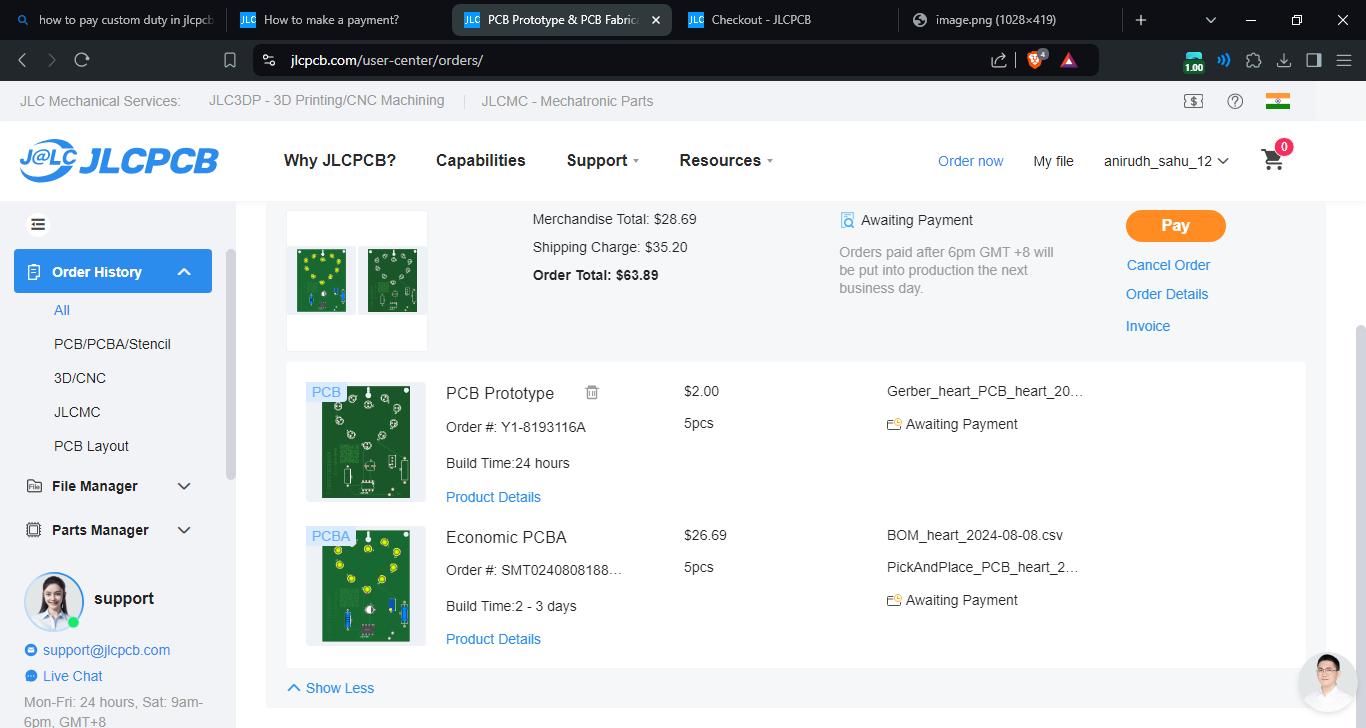 how to pay custom duty in jlcpcb
How to make a payment?
PCB Prototype & PCB Fabrica
Checkout - JLCPCB
image.png (1028×419)
jlcpcb.com/user-center/orders/
4
1.00
JLC Mechanical Services:
JLC3DP - 3D Printing/CNC Machining
JLCMC - Mechatronic Parts
J@LC JLCPCB
Why JLCPCB?
Capabilities
Support
Resources
Order now
My file
anirudh_sahu_12
0
Order History
All
PCB/PCBA/Stencil
3D/CNC
JLCMC
PCB Layout
File Manager
Parts Manager
support
support@jlcpcb.com
Live Chat
Mon-Fri: 24 hours, Sat: 9am-
6pm, GMT+8
Merchandise Total: $28.69
Shipping Charge: $35.20
Order Total: $63.89
Awaiting Payment
Orders paid after 6pm GMT +8 will
be put into production the next
business day.
Pay
Cancel Order
Order Details
Invoice
PCB
PCB Prototype
Order #: Y1-8193116A
Build Time:24 hours
Product Details
$2.00
5pcs
Gerber_heart_PCB_heart_20...
Awaiting Payment
PCBA
Economic PCBA
Order #: SMT0240808188...
Build Time:2 - 3 days
Product Details
$26.69
5pcs
BOM_heart_2024-08-08.csv
PickAndPlace_PCB_heart_2...
Awaiting Payment
Show Less